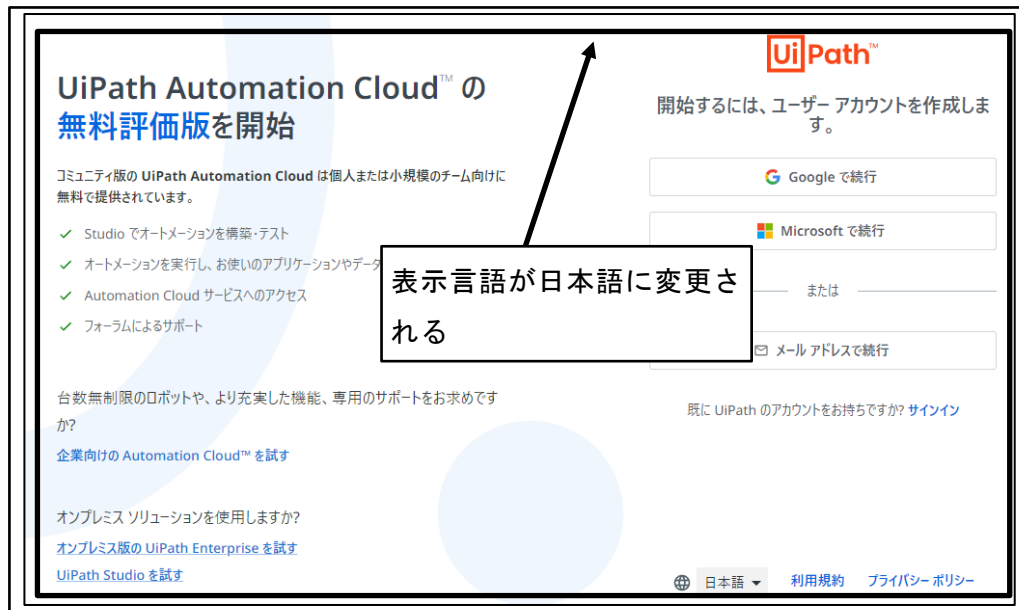 UiPath Automation Cloud™ の
無料評価版を開始
コミュニティ版の UiPath Automation Cloud は個人または小規模のチーム向けに
無料で提供されています。
✓ Studio でオートメーションを構築・テスト
✓ オートメーションを実行し、お使いのアプリケーションやデータ
✓ Automation Cloud サービスへのアクセス
✓ フォーラムによるサポート
台数無制限のロボットや、より充実した機能、専用のサポートをお求めです
か?
企業向けの Automation Cloud™ を試す
オンプレミス ソリューションを使用しますか?
オンプレミス版の UiPath Enterprise を試す
UiPath Studio を試す
表示言語が日本語に変更さ
れる
UiPath™
開始するには、ユーザー アカウントを作成しま
す。
Google で続行
Microsoft で続行
または
メール アドレスで続行
既に UiPath のアカウントをお持ちですか? サインイン
日本語 利用規約 プライバシー ポリシー